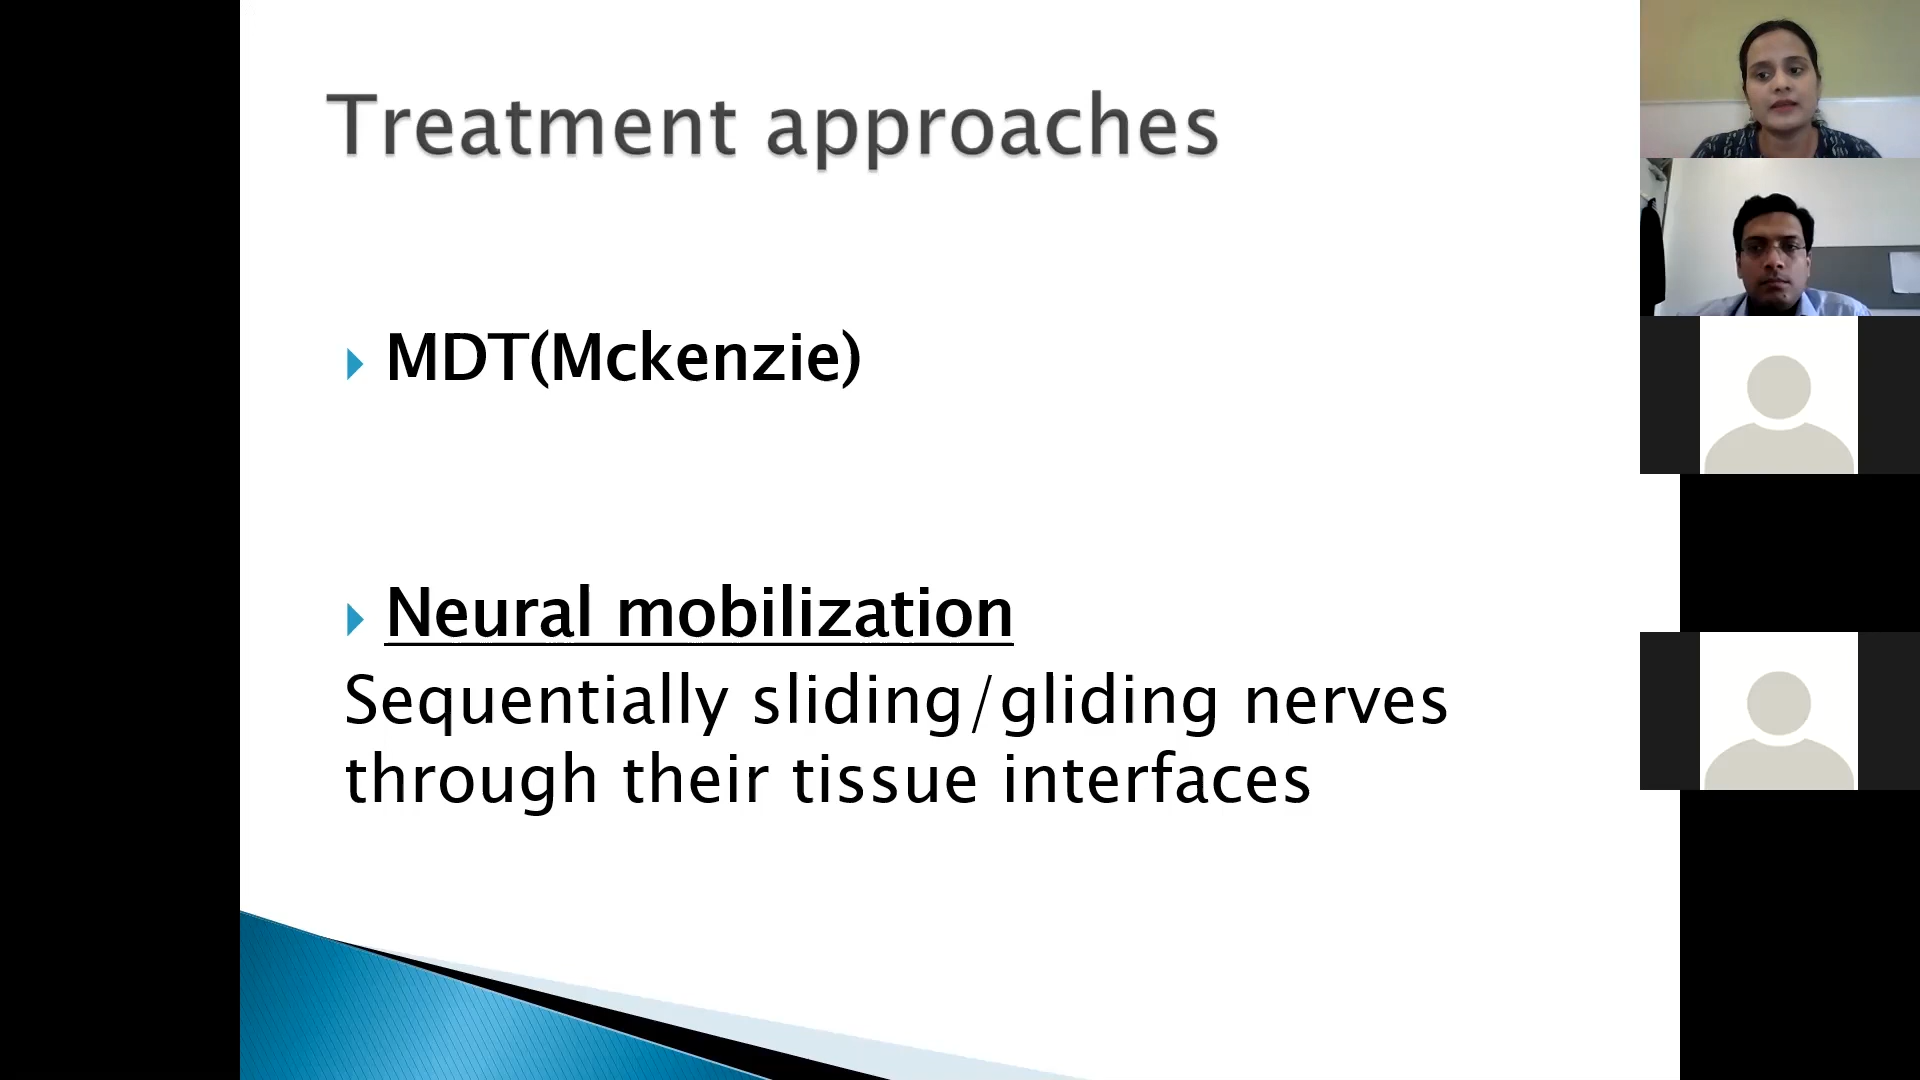 Treatment approaches
MDT(Mckenzie)
Neural mobilization
Sequentially sliding/gliding nerves
through their tissue interfaces